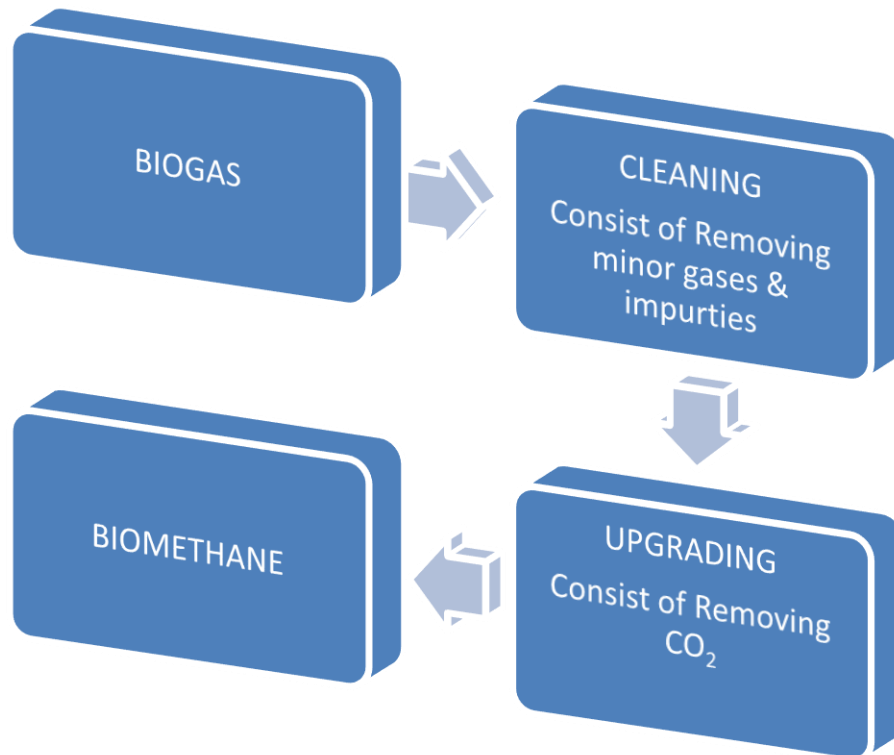 BIOGAS
CLEANING
Consist of Removing
minor gases &
impurties
UPGRADING
Consist of Removing
CO₂
BIOMETHANE